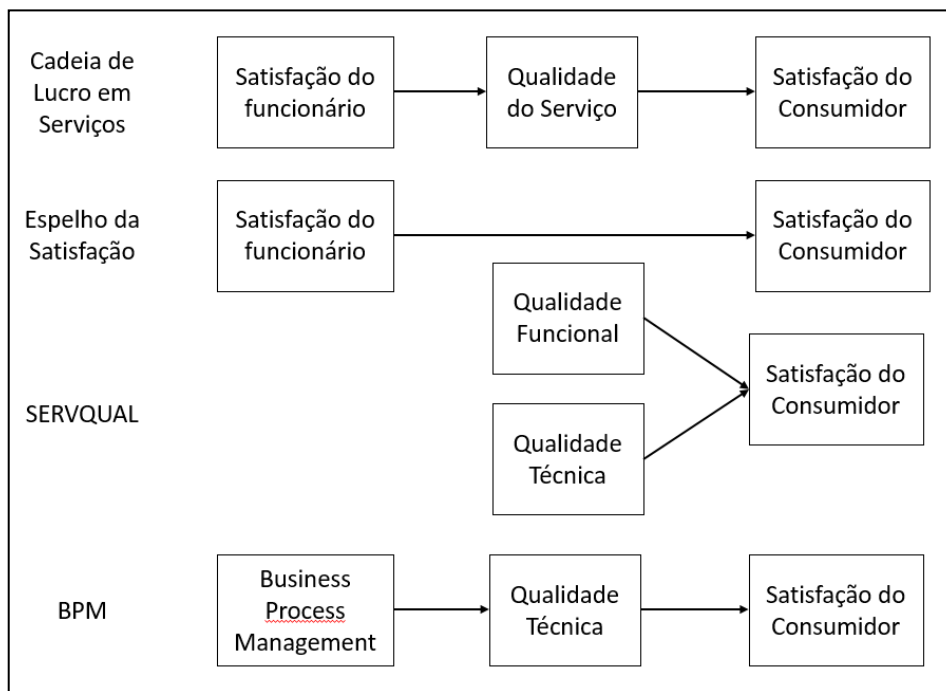 Cadeia de
Lucro em
Serviços
Satisfação do
funcionário
Qualidade
do Serviço
Satisfação do
Consumidor
Espelho da
Satisfação
Satisfação do
funcionário
Satisfação do
Consumidor
SERVQUAL
Qualidade
Funcional
Qualidade
Técnica
Satisfação do
Consumidor
BPM
Business
Process
Management
Qualidade
Técnica
Satisfação do
Consumidor